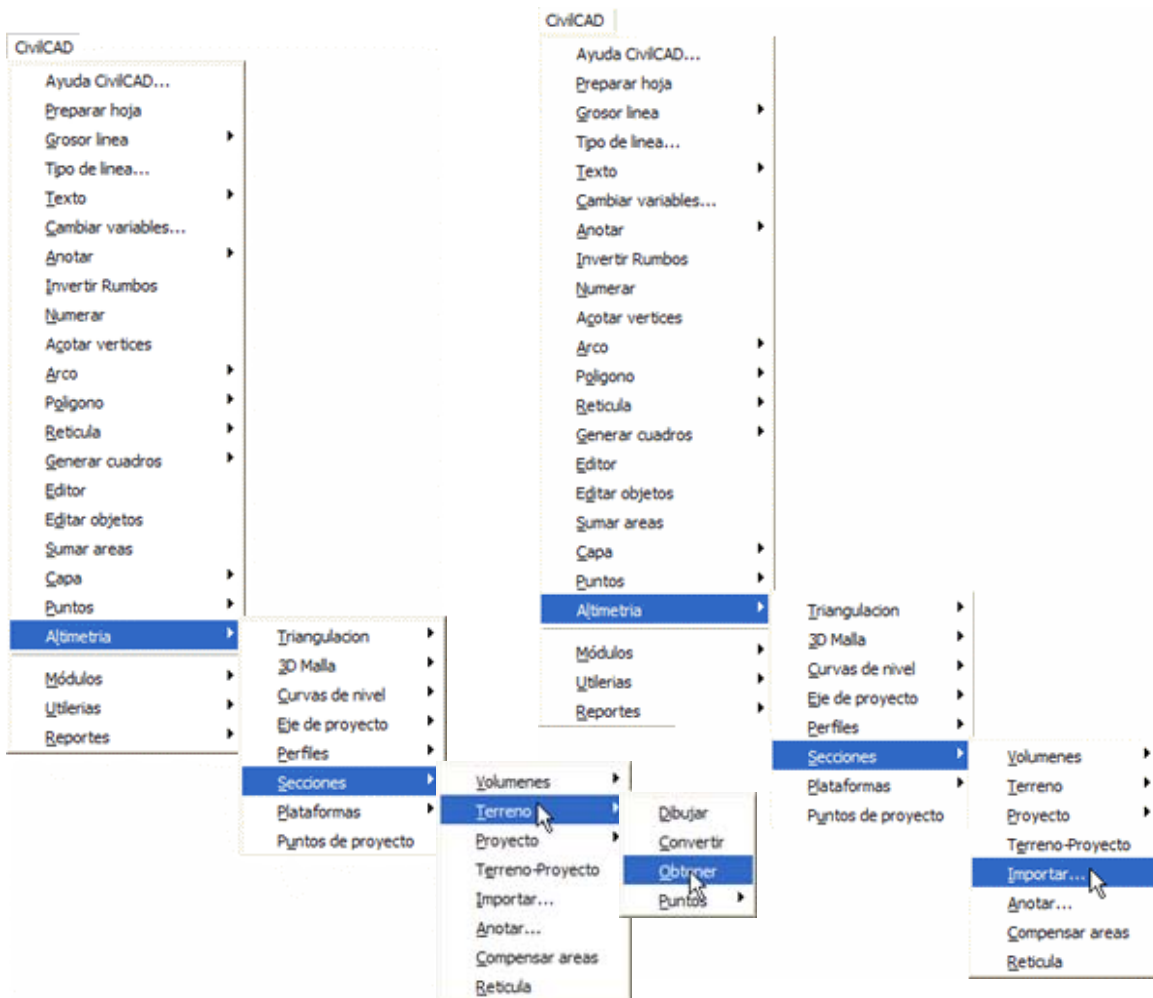 CivilCAD
Ayuda CivilCAD...
Preparar hoja
Grosor linea
Tipo de linea...
Texto
Cambiar variables...
Anotar
Invertir Rumbos
Numerar
Acotar vertices
Arco
Poligono
Reticula
Generar cuadros
Editor
Editar objetos
Sumar areas
Capa
Puntos
Altimetria
Módulos
Utilerias
Reportes
Triangulacion
3D Malla
Curvas de nivel
Eje de proyecto
Perfiles
Secciones
Plataformas
Puntos de proyecto
Volumenes
Terreno
Proyecto
Terreno-Proyecto
Importar...
Anotar...
Compensar areas
Reticula
Dibujar
Convertir
Obtener
Puntos
CivilCAD
Ayuda CivilCAD...
Preparar hoja
Grosor linea
Tipo de linea...
Texto
Cambiar variables...
Anotar
Invertir Rumbos
Numerar
Acotar vertices
Arco
Poligono
Reticula
Generar cuadros
Editor
Editar objetos
Sumar areas
Capa
Puntos
Altimetria
Módulos
Utilerias
Reportes
Triangulacion
3D Malla
Curvas de nivel
Eje de proyecto
Perfiles
Secciones
Plataformas
Puntos de proyecto
Volumenes
Terreno
Proyecto
Terreno-Proyecto
Importar...
Anotar...
Compensar areas
Reticula